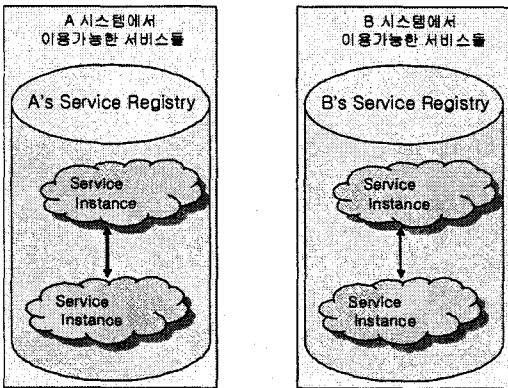 A 시스템에서
이용가능한 서비스들
A's Service Registry
Service
Instance
Service
Instance
B 시스템에서
이용가능한 서비스들
B's Service Registry
Service
Instance
Service
Instance